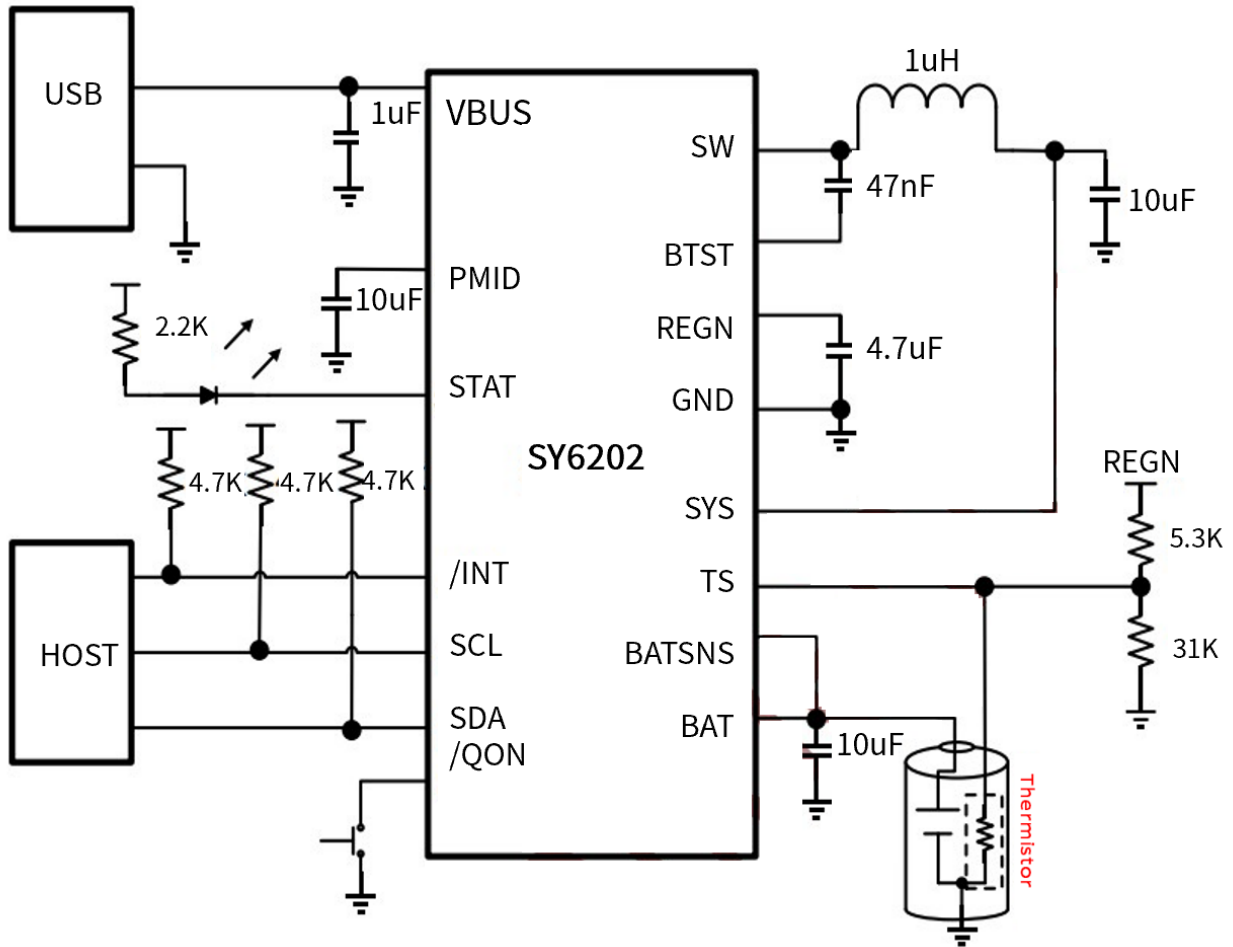 USB
1uF
VBUS
1uH
SW
47nF
10uF
BTST
PMID
10uF
2.2K
REGN
4.7uF
STAT
GND
SY6202
4.7K
4.7K
4.7K
REGN
SYS
5.3K
/INT
TS
HOST
SCL
BATSNS
31K
SDA
BAT
/QON
10uF
Thermistor